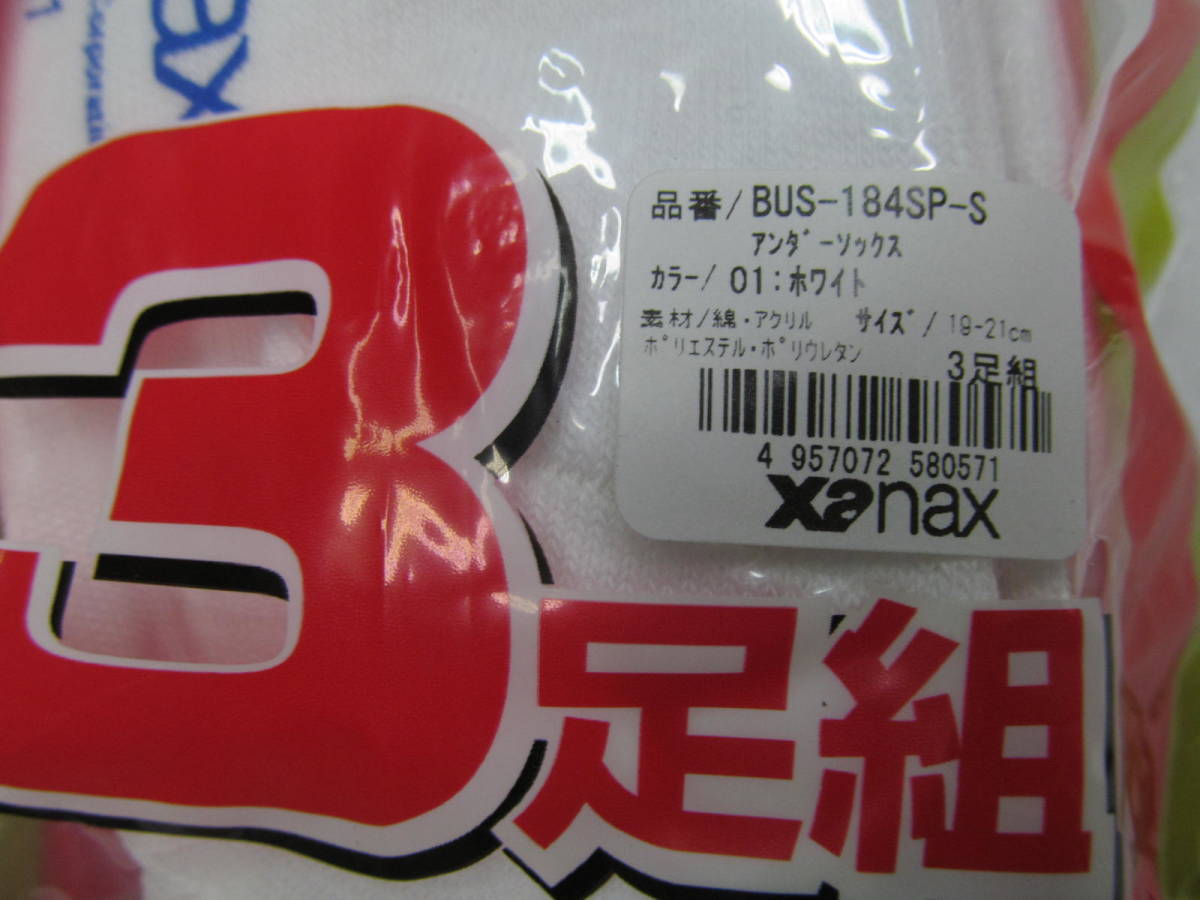 ax
3足組
品番/BUS-184SP-S
アンダーソックス
カラー/01:ホワイト
素材/綿・アクリル サイズ/19-21cm
ポリエステル・ポリウレタン 3足組
4 957072 580571
xanax